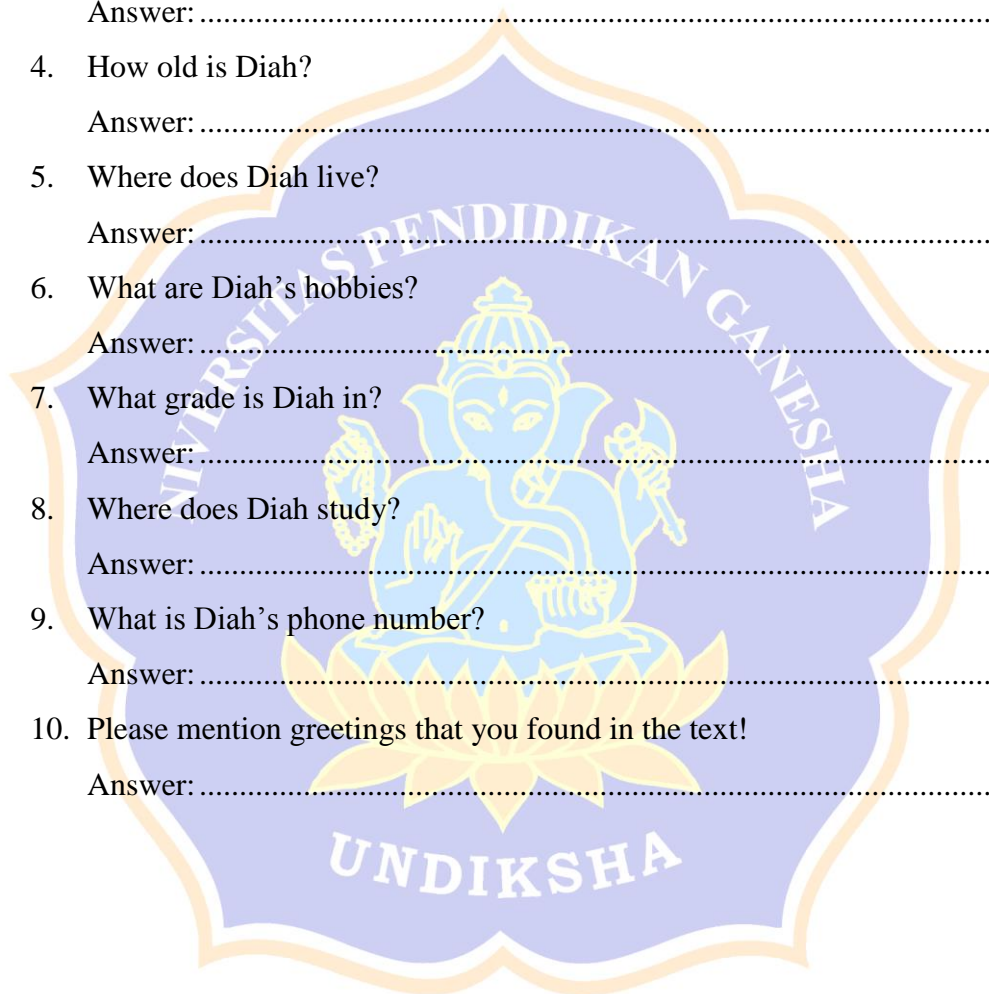 Answer: ....................................................................................................
4. How old is Diah?
Answer: ....................................................................................................
5. Where does Diah live?
Answer: ....................................................................................................
6. What are Diah’s hobbies?
Answer: ....................................................................................................
7. What grade is Diah in?
Answer: ....................................................................................................
8. Where does Diah study?
Answer: ....................................................................................................
9. What is Diah’s phone number?
Answer: ....................................................................................................
10. Please mention greetings that you found in the text!
Answer: ....................................................................................................
UNIVERSITAS PENDIDIKAN GANESHA
UNDIKSHA